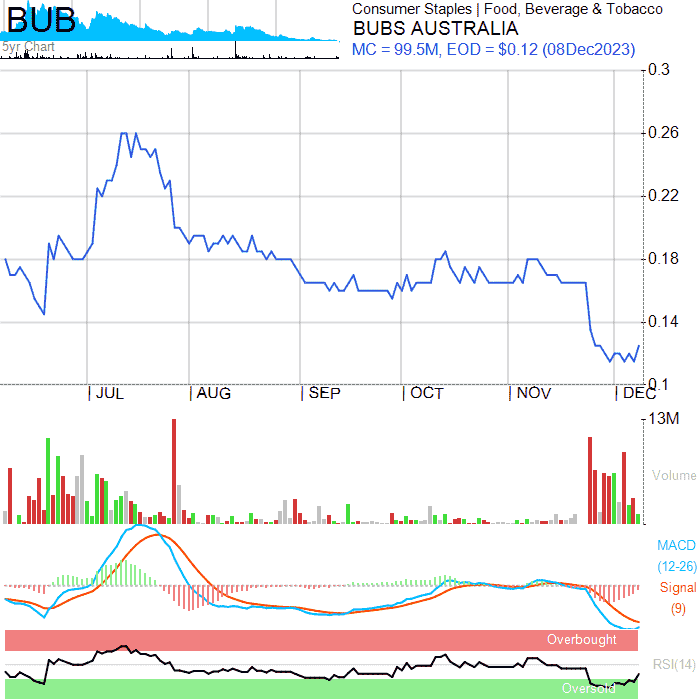 BUB
Consumer Staples | Food, Beverage & Tobacco
BUBS AUSTRALIA
5yr Chart
MC = 99.5M, EOD = $0.12 (08Dec2023)
0.3
0.26
0.22
0.18
0.14
0.1
JUL AUG SEP OCT NOV DEC
13M
Volume
MACD
(12-26)
Signal
(9)
Overbought
RSI(14)
Oversold